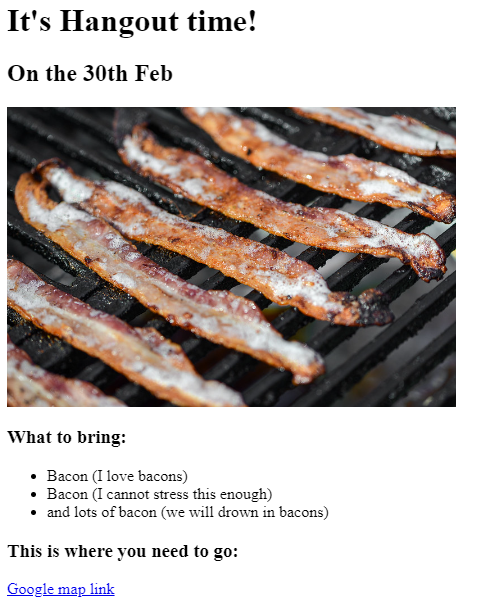 It's Hangout time!
On the 30th Feb
What to bring:
Bacon (I love bacons)
Bacon (I cannot stress this enough)
and lots of bacon (we will drown in bacons)
This is where you need to go:
Google map link